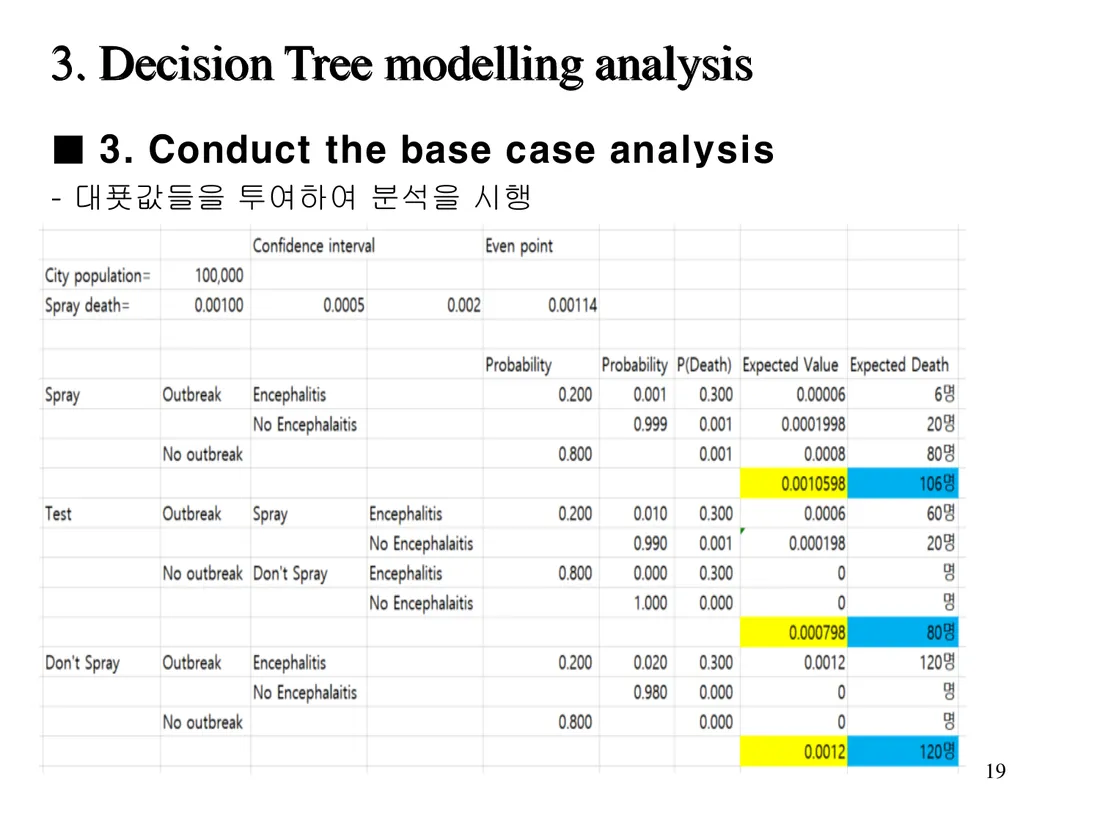 3. Decision Tree modelling analysis
■ 3. Conduct the base case analysis
- 대푯값들을 투여하여 분석을 시행
Confidence interval Even point
City population= 100,000
Spray death= 0.00100 0.0005 0.002 0.00114
Probability Probability P(Death) Expected Value Expected Death
Spray Outbreak Encephalitis 0.200 0.001 0.300 0.00006 6명
No Encephalaitis 0.999 0.001 0.0001998 20명
No outbreak 0.800 0.001 0.0008 80명
0.0010598 106명
Test Outbreak Spray Encephalitis 0.200 0.010 0.300 0.0006 60명
No Encephalaitis 0.990 0.001 0.000198 20명
No outbreak Don't Spray Encephalitis 0.800 0.000 0.300 0 명
No Encephalaitis 1.000 0.000 0 명
0.000798 80명
Don't Spray Outbreak Encephalitis 0.200 0.020 0.300 0.0012 120명
No Encephalaitis 0.980 0.000 0 명
No outbreak 0.800 0.000 0 명
0.0012 120명
19